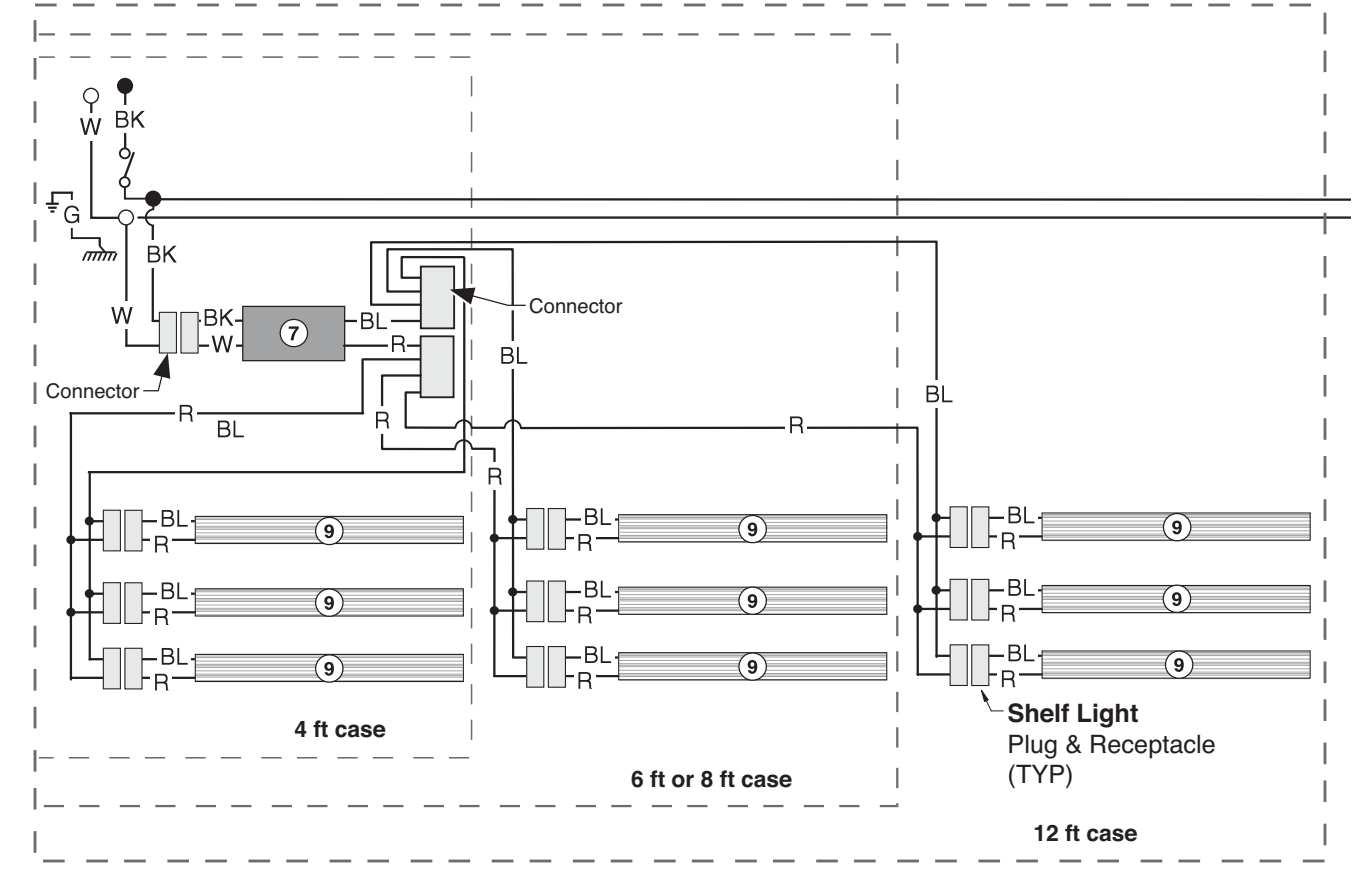 W
BK
G
BK
W
BK
W
7
BL
R
Connector
Connector
BL
BL
R
BL
R
R
R
BL
R
9
BL
R
9
BL
R
9
BL
R
9
BL
R
9
BL
R
9
BL
R
9
BL
R
9
BL
R
9
4 ft case
6 ft or 8 ft case
Shelf Light
Plug & Receptacle
(TYP)
12 ft case